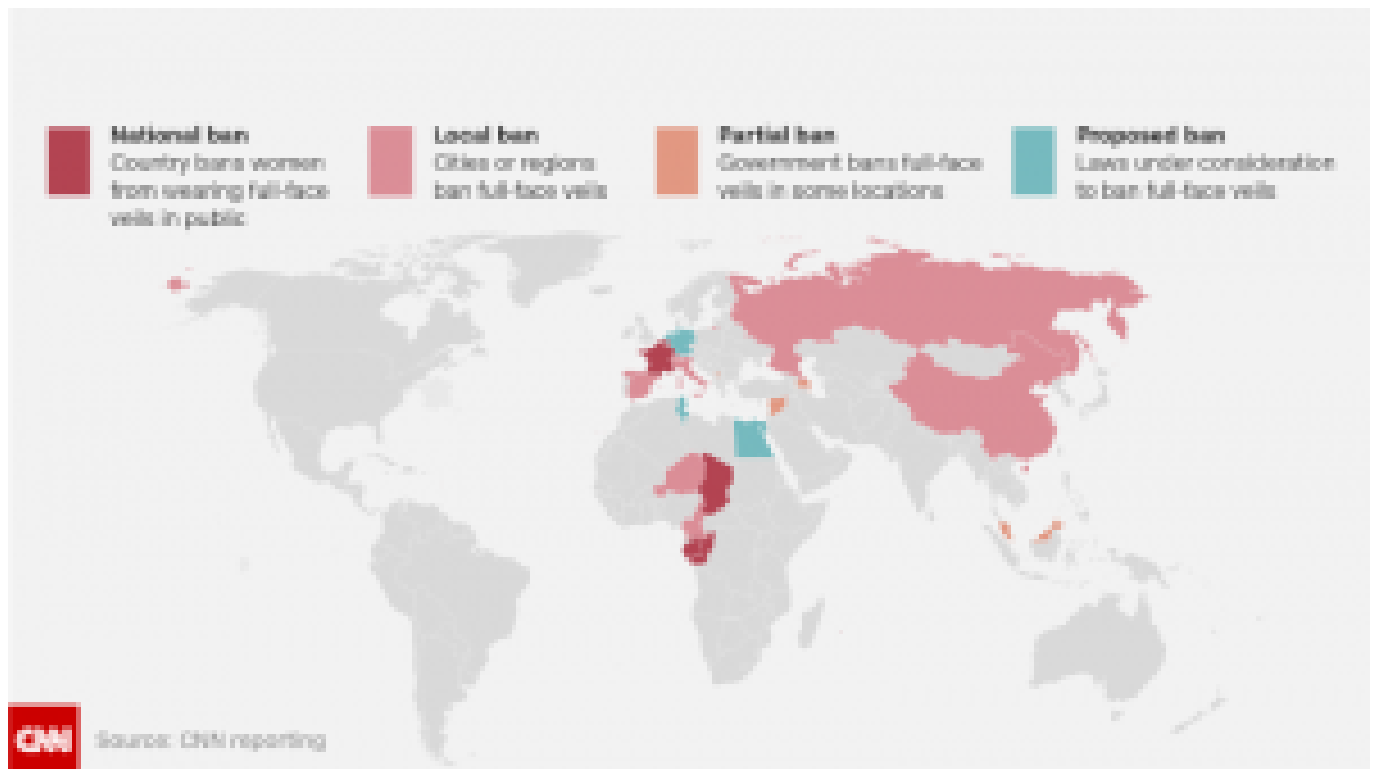 National ban
Country bans women
from wearing full-face
veils in public
Local ban
Cities or regions
ban full-face veils
Partial ban
Government bans full-face
veils in some locations
Proposed ban
Laws under consideration
to ban full-face veils
CNN
Source: CNN reporting